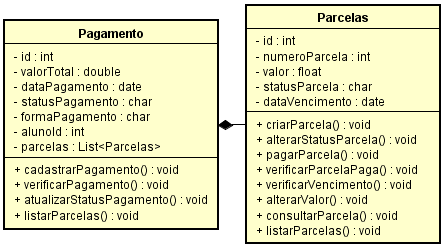 Pagamento
- id : int
- valorTotal : double
- dataPagamento : date
- statusPagamento : char
- formaPagamento : char
- alunoId : int
- parcelas : List<Parcelas>
+ cadastrarPagamento() : void
+ verificarPagamento() : void
+ atualizarStatusPagamento() : void
+ listarParcelas() : void
Parcelas
- id : int
- numeroParcela : int
- valor : float
- statusParcela : char
- dataVencimento : date
+ criarParcela() : void
+ alterarStatusParcela() : void
+ pagarParcela() : void
+ verificarParcelaPaga() : void
+ verificarVencimento() : void
+ alterarValor() : void
+ consultarParcela() : void
+ listarParcelas() : void